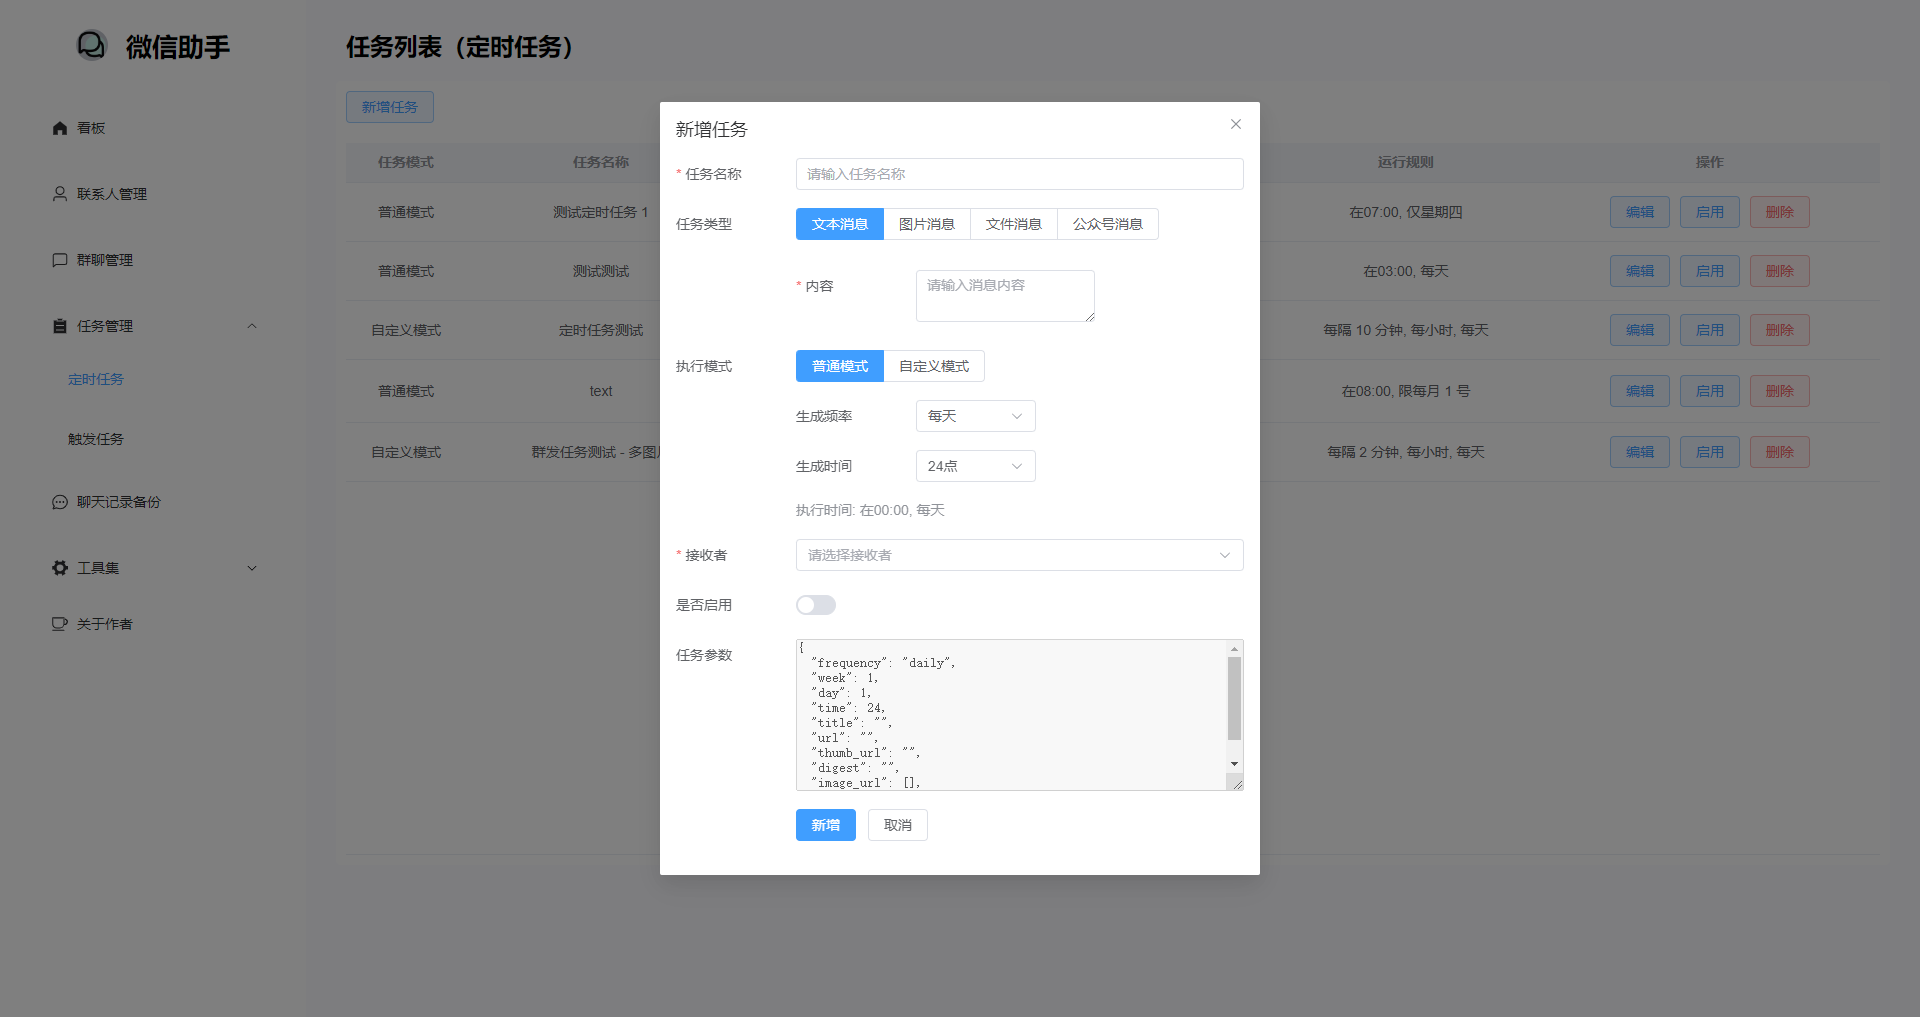 微信助手
看板
联系人管理
群聊管理
任务管理
定时任务
触发任务
聊天记录备份
工具集
关于作者
任务列表（定时任务）
新增任务
任务模式 任务名称 运行规则 操作
普通模式 测试定时任务 1 在07:00, 仅星期四 编辑 启用 删除
普通模式 测试测试 在03:00, 每天 编辑 启用 删除
自定义模式 定时任务测试 每隔 10 分钟, 每小时, 每天 编辑 启用 删除
普通模式 text 在08:00, 限每月 1 号 编辑 启用 删除
自定义模式 群发任务测试 - 多图 每隔 2 分钟, 每小时, 每天 编辑 启用 删除
新增任务
* 任务名称 请输入任务名称
任务类型 文本消息 图片消息 文件消息 公众号消息
* 内容 请输入消息内容
执行模式 普通模式 自定义模式
生成频率 每天
生成时间 24点
执行时间: 在00:00, 每天
* 接收者 请选择接收者
是否启用
任务参数
{
"frequency": "daily",
"week": 1,
"day": 1,
"time": 24,
"title": "",
"url": "",
"thumb_url": "",
"digest": "",
"image_url": [],
新增 取消